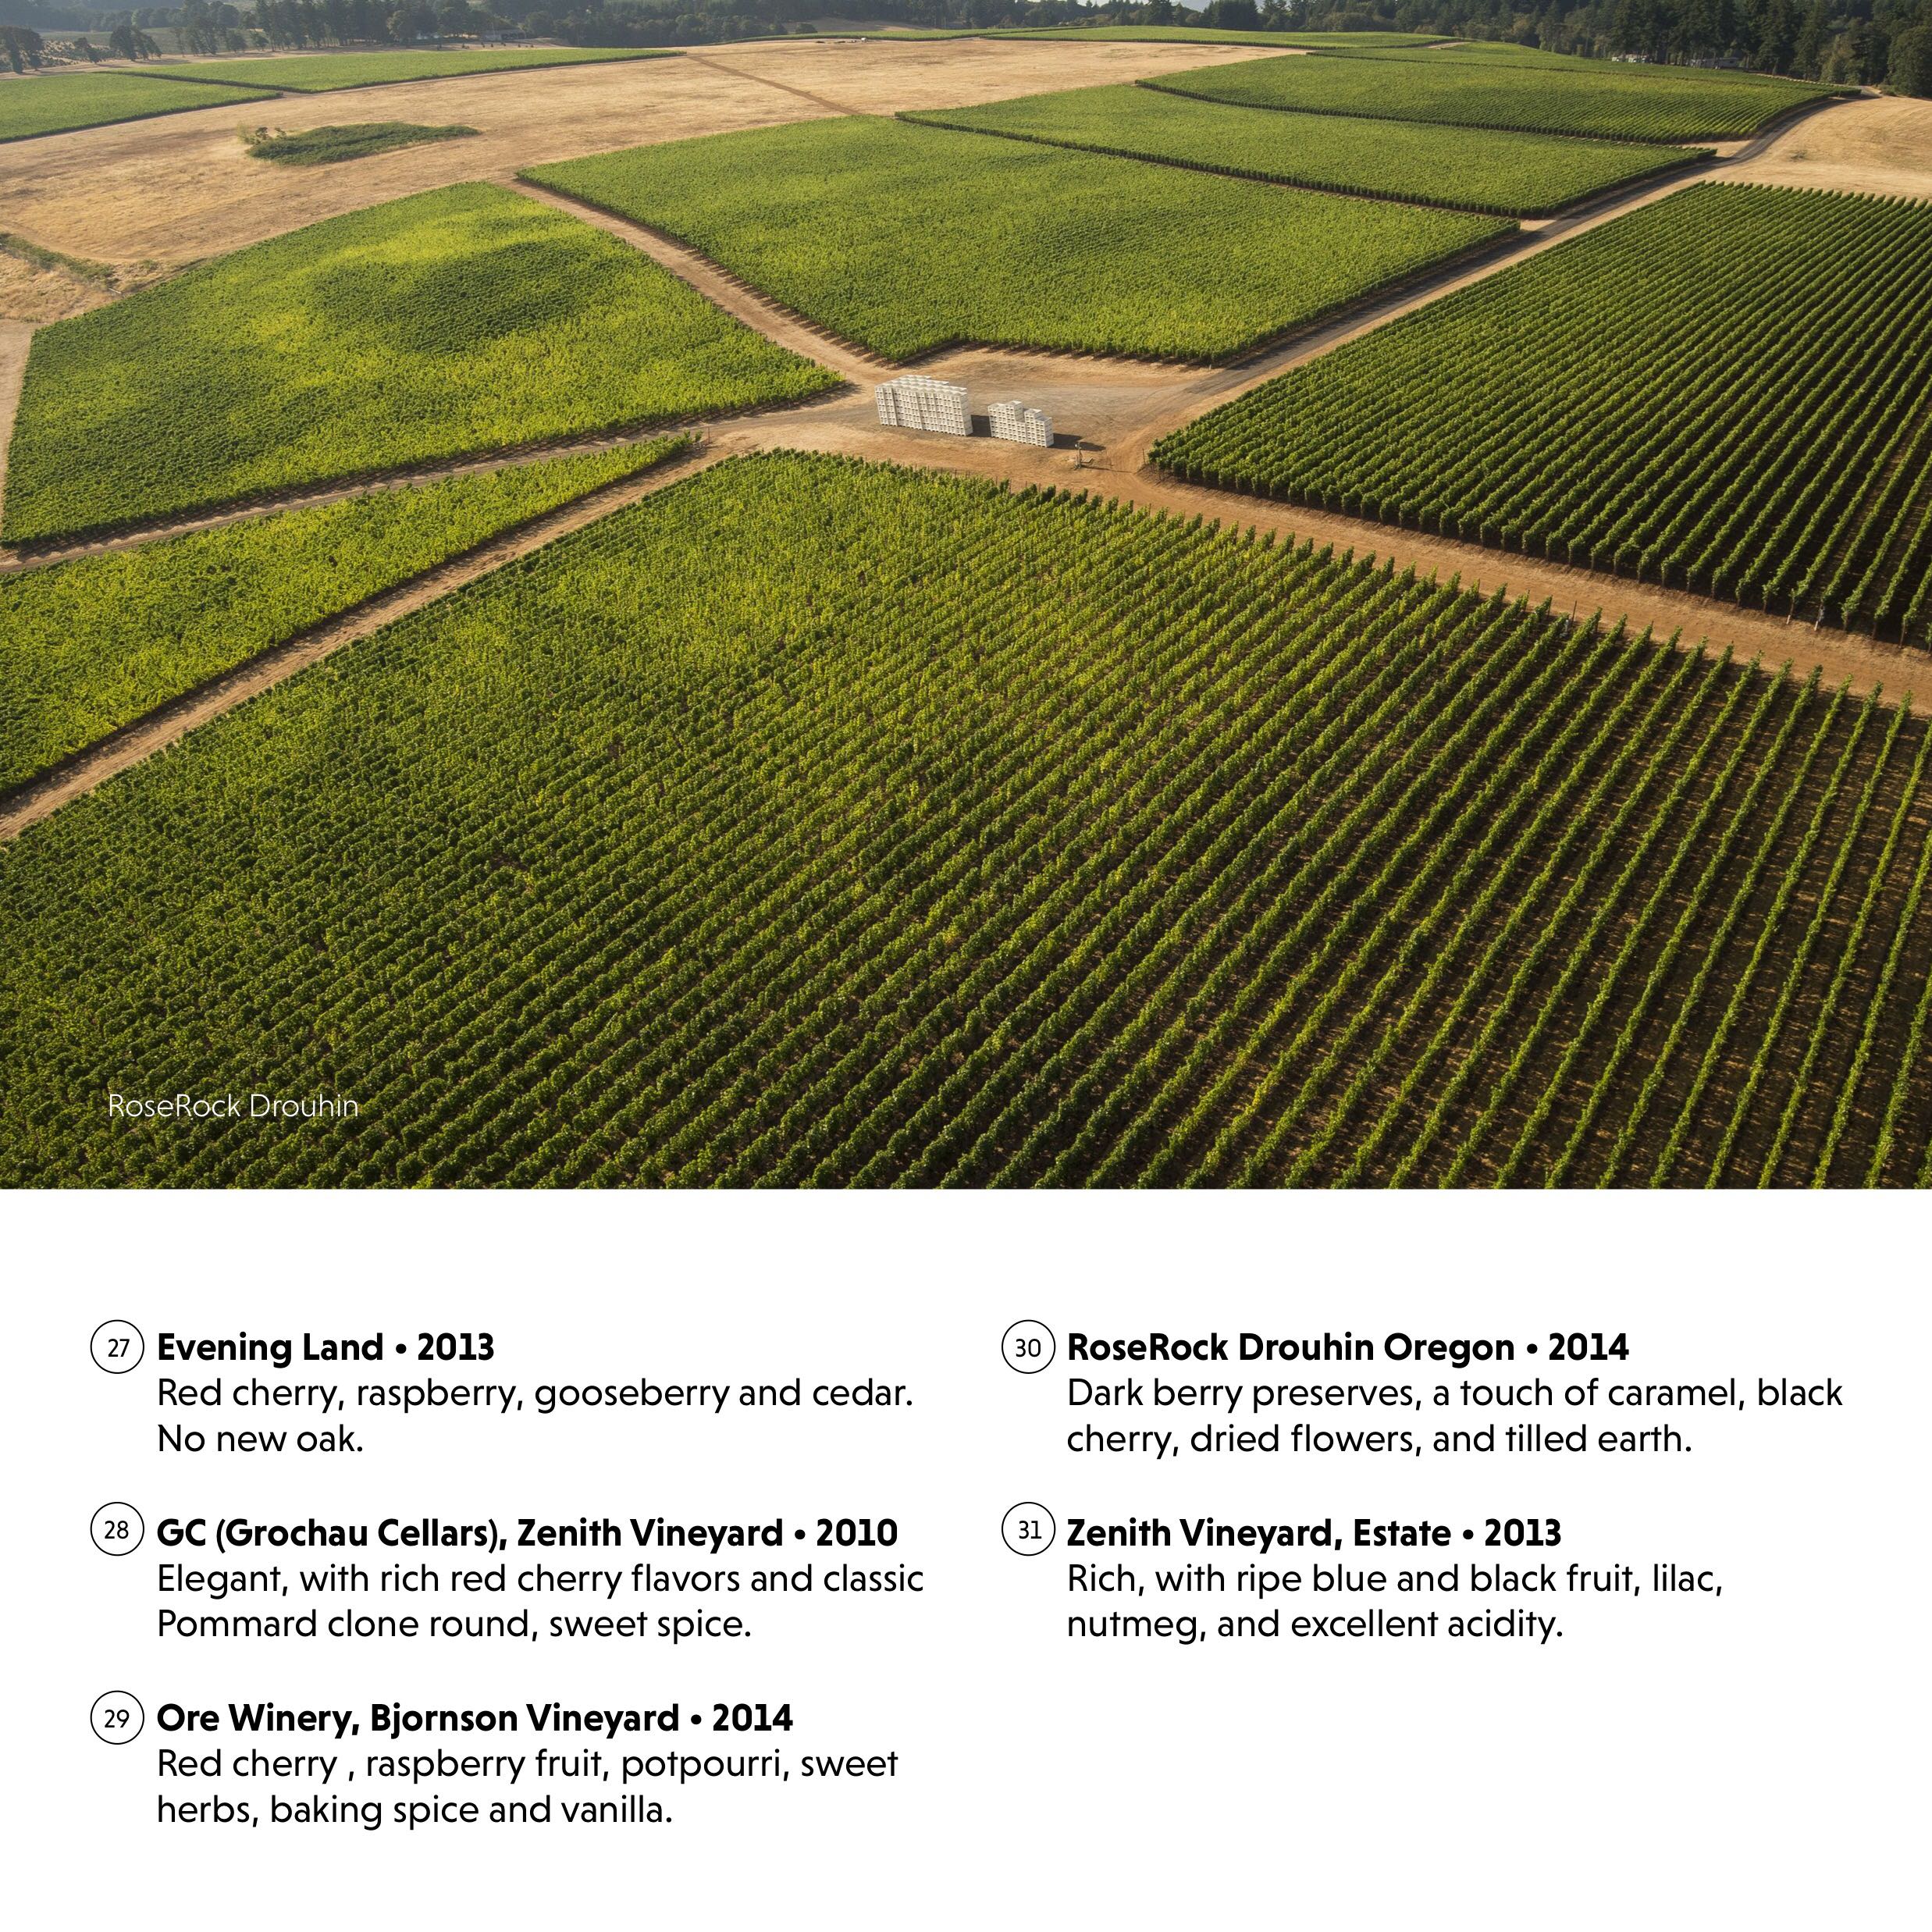 RoseRock Drouhin
27 Evening Land • 2013
Red cherry, raspberry, gooseberry and cedar.
No new oak.
28 GC (Grochau Cellars), Zenith Vineyard • 2010
Elegant, with rich red cherry flavors and classic
Pommard clone round, sweet spice.
29 Ore Winery, Bjornson Vineyard • 2014
Red cherry , raspberry fruit, potpourri, sweet
herbs, baking spice and vanilla.
30 RoseRock Drouhin Oregon • 2014
Dark berry preserves, a touch of caramel, black
cherry, dried flowers, and tilled earth.
31 Zenith Vineyard, Estate • 2013
Rich, with ripe blue and black fruit, lilac,
nutmeg, and excellent acidity.